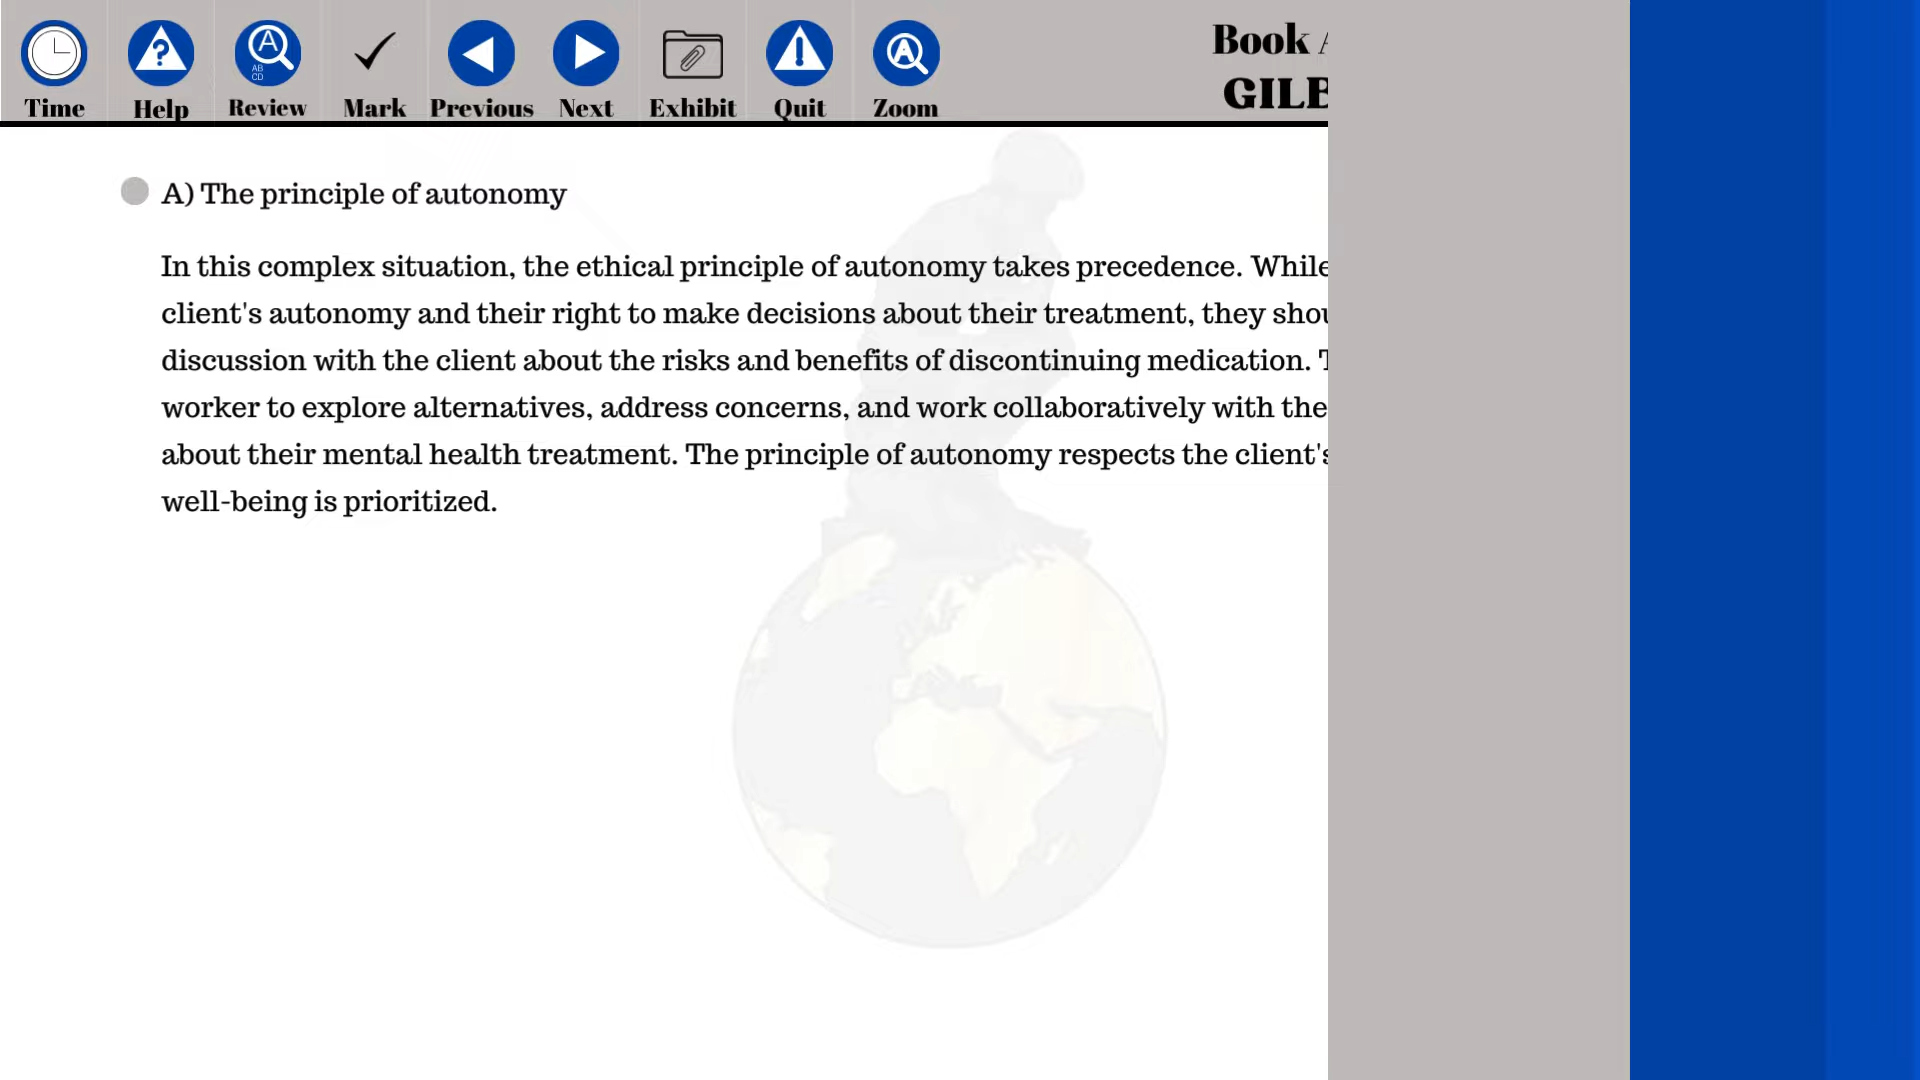 Time Help Review Mark Previous Next Exhibit Quit Zoom
Book
A) The principle of autonomy
In this complex situation, the ethical principle of autonomy takes precedence. While
client's autonomy and their right to make decisions about their treatment, they
discussion with the client about the risks and benefits of discontinuing medication.
worker to explore alternatives, address concerns, and work collaboratively with the
about their mental health treatment. The principle of autonomy respects the client's
well-being is prioritized.